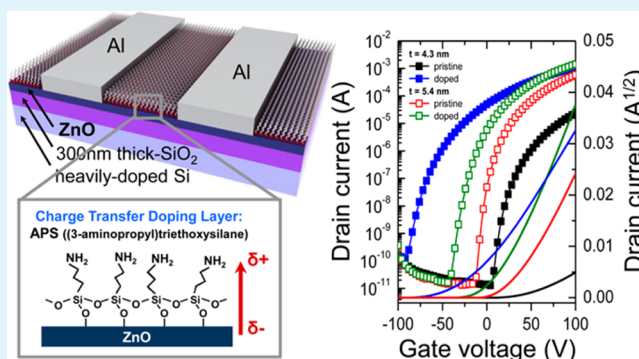 Al
Al
ZnO
300nm thick-SiO₂
heavily-doped Si
Charge Transfer Doping Layer:
APS ((3-aminopropyl)triethoxysilane)
NH₂ NH₂ NH₂ NH₂
Si O Si O Si O Si
O O O O O
ZnO
δ+
δ-
Drain current (A)
10⁻²
10⁻³
10⁻⁴
10⁻⁵
10⁻⁶
10⁻⁷
10⁻⁸
10⁻⁹
10⁻¹⁰
10⁻¹¹
t = 4.3 nm
pristine
doped
t = 5.4 nm
pristine
doped
0.05
0.04
0.03
0.02
0.01
0.00
Drain current (A^1/2)
-100 -50 0 50 100
Gate voltage (V)